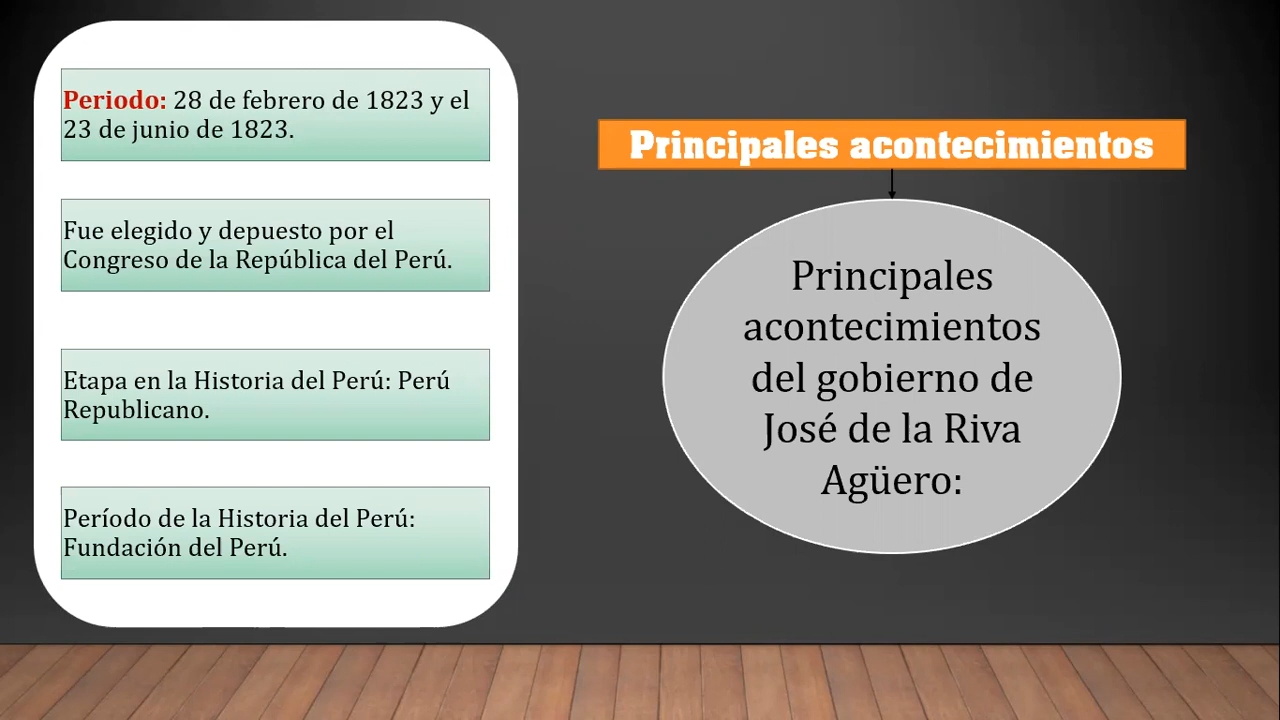 Periodo: 28 de febrero de 1823 y el
23 de junio de 1823.
Fue elegido y depuesto por el
Congreso de la República del Perú.
Etapa en la Historia del Perú: Perú
Republicano.
Período de la Historia del Perú:
Fundación del Perú.
Principales acontecimientos
Principales
acontecimientos
del gobierno de
José de la Riva
Agüero: